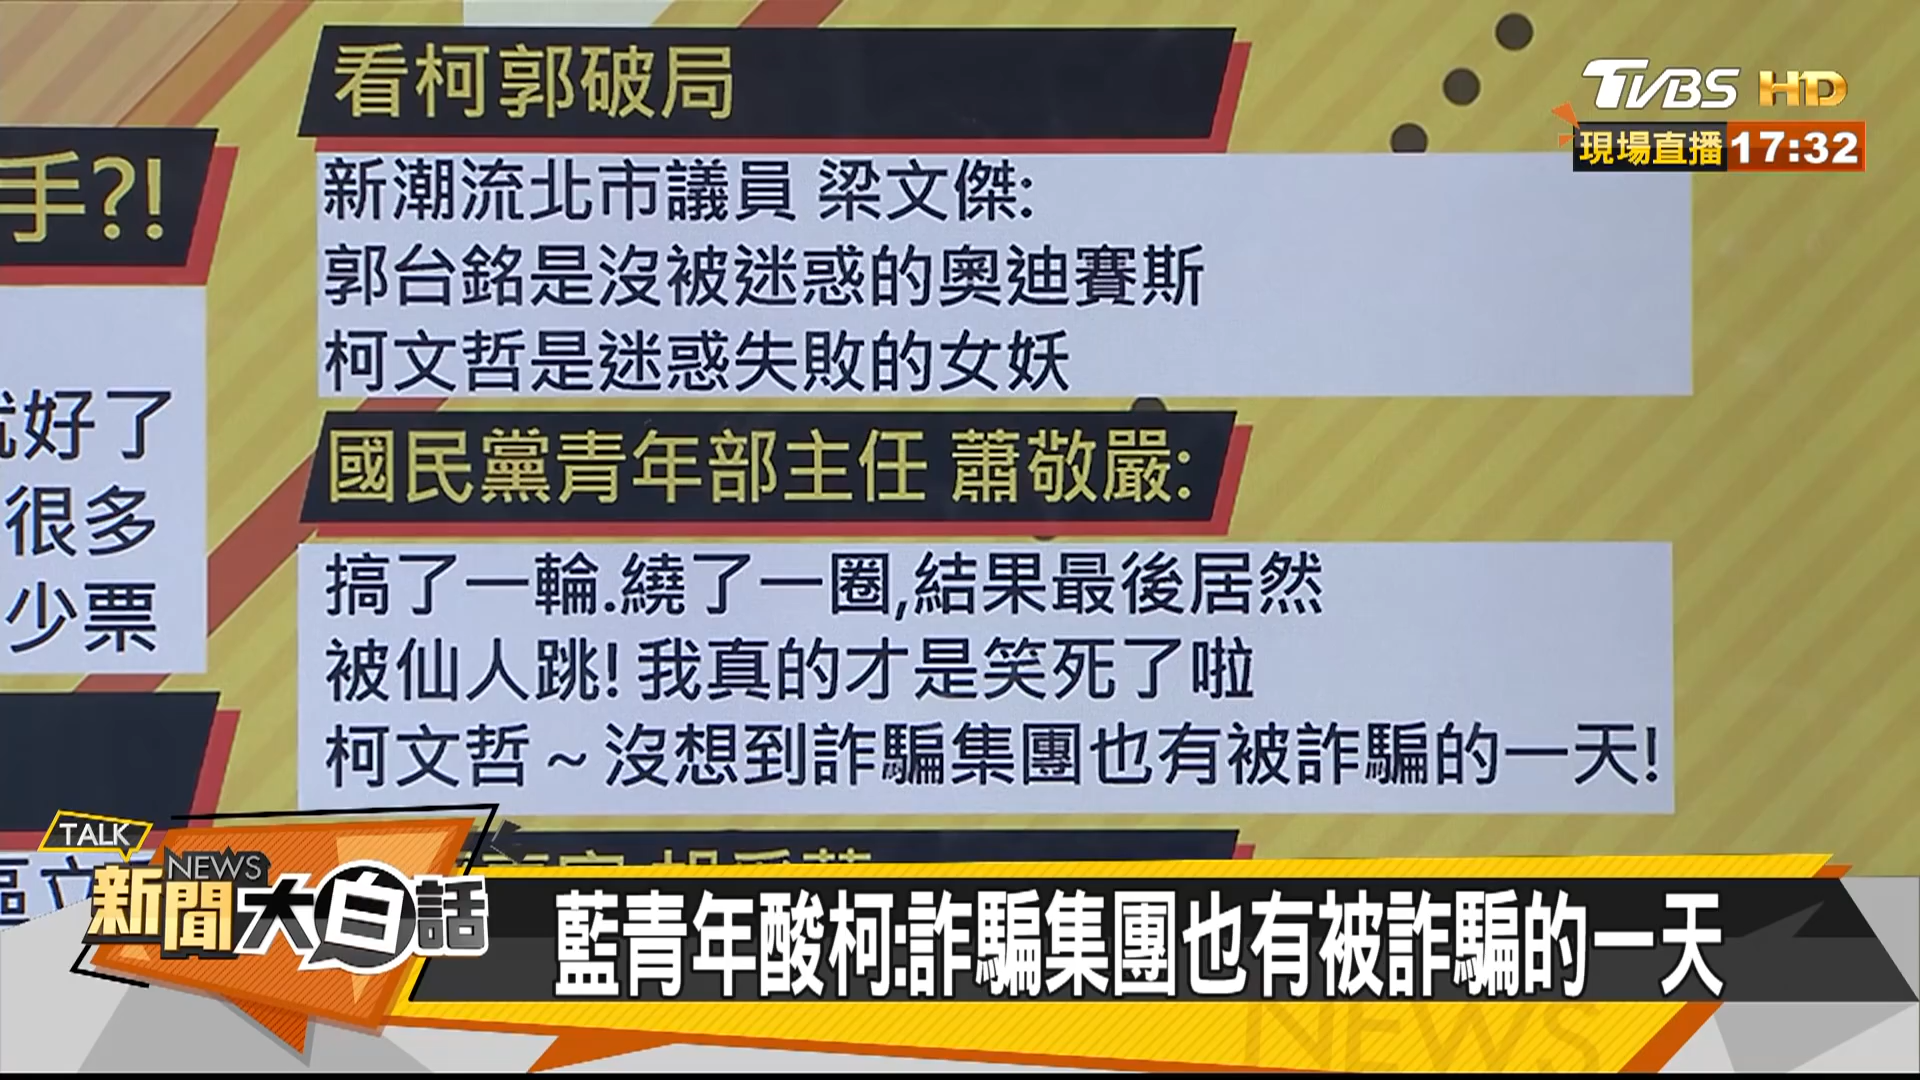 看柯郭破局
TVBS HD
現場直播 17:32
手?!
新潮流北市議員 梁文傑:
郭台銘是沒被迷惑的奧迪賽斯
柯文哲是迷惑失敗的女妖
就好了
很多
少票
國民黨青年部主任 蕭敬嚴:
搞了一輪.繞了一圈,結果最後居然
被仙人跳! 我真的才是笑死了啦
柯文哲~沒想到詐騙集團也有被詐騙的一天!
TALK
NEWS
新聞大白話
藍青年酸柯:詐騙集團也有被詐騙的一天
NEWS